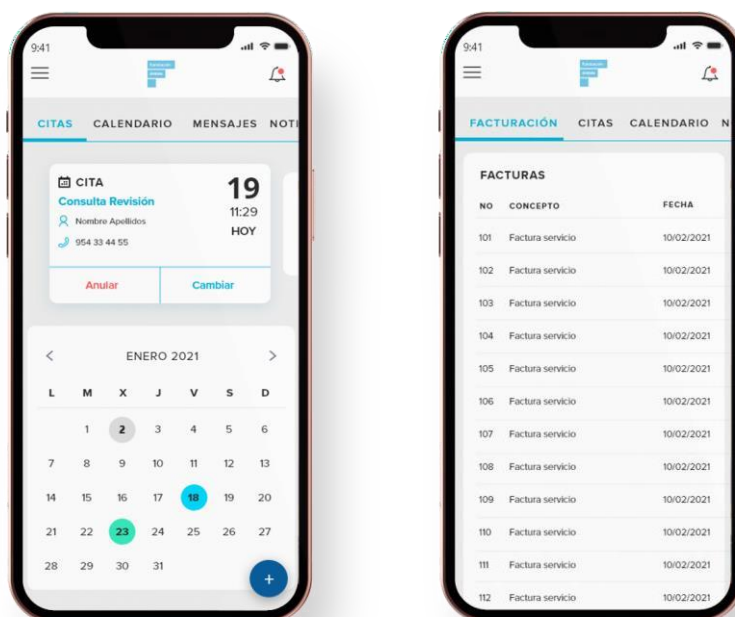 9:41
CITAS CALENDARIO MENSAJES NOTI
CITA
Consulta Revisión
Nombre Apellidos
954 33 44 55
19
11:29
HOY
Anular Cambiar
< ENERO 2021 >
L M X J V S D
1 2 3 4 5 6
7 8 9 10 11 12 13
14 15 16 17 18 19 20
21 22 23 24 25 26 27
28 29 30 31
+
9:41
FACTURACIÓN CITAS CALENDARIO N
FACTURAS
NO CONCEPTO FECHA
101 Factura servicio 10/02/2021
102 Factura servicio 10/02/2021
103 Factura servicio 10/02/2021
104 Factura servicio 10/02/2021
105 Factura servicio 10/02/2021
106 Factura servicio 10/02/2021
107 Factura servicio 10/02/2021
108 Factura servicio 10/02/2021
109 Factura servicio 10/02/2021
110 Factura servicio 10/02/2021
111 Factura servicio 10/02/2021
112 Factura servicio 10/02/2021